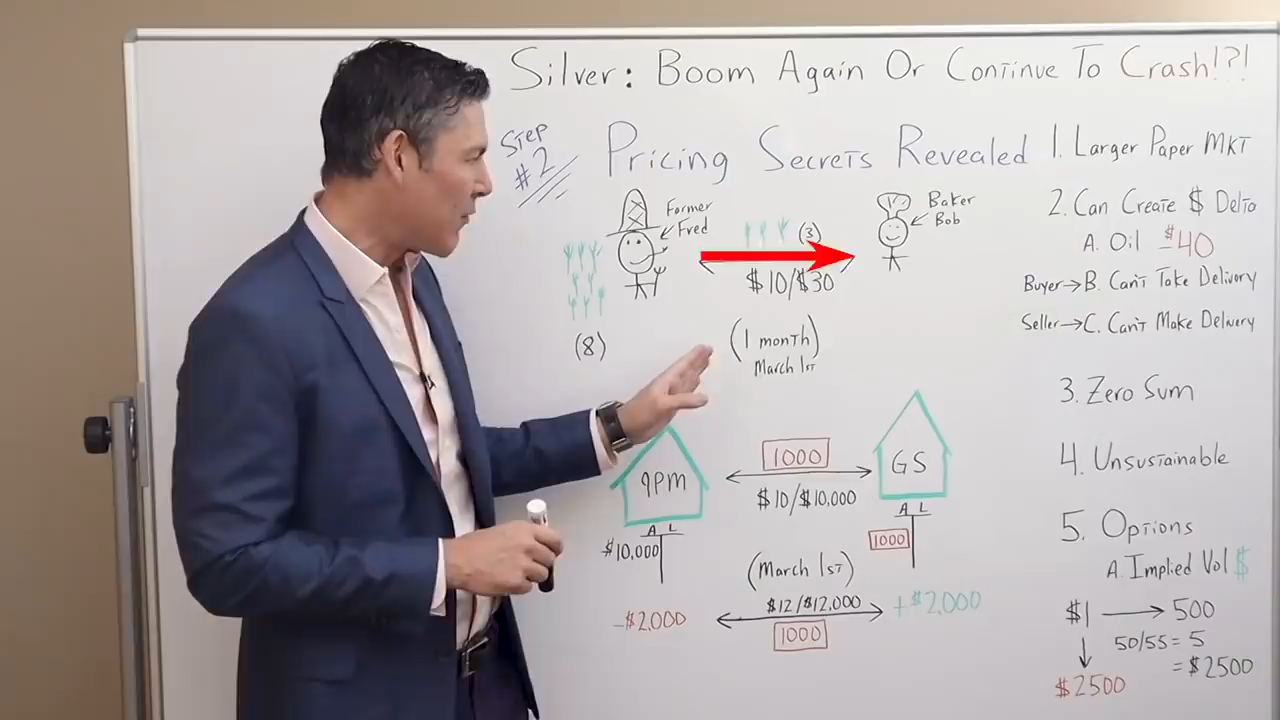 Silver: Boom Again Or Continue To Crash!?!
Step
#2
Pricing Secrets Revealed
Farmer
Fred
(8)
(3)
$10/$30
Baker
Bob
(1 month)
March 1st
JPM
1000
$10/$10,000
GS
A L
$10,000
A L
1000
(March 1st)
$12/$12,000
1000
-$2,000
+$2,000
1. Larger Paper Mkt
2. Can Create $ Delta
A. Oil -$40
Buyer→B. Can't Take Delivery
Seller→C. Can't Make Delivery
3. Zero Sum
4. Unsustainable
5. Options
A. Implied Vol $
$1 → 500
50/55 = 5
= $2500
$2500